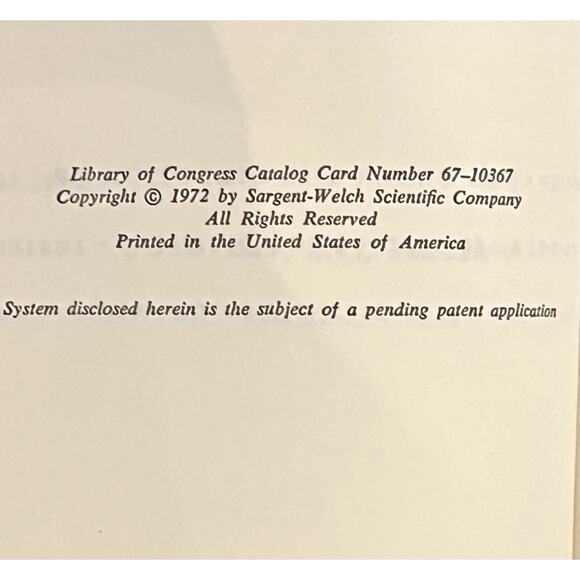 Library of Congress Catalog Card Number 67–10367
Copyright © 1972 by Sargent-Welch Scientific Company
All Rights Reserved
Printed in the United States of America
System disclosed herein is the subject of a pending patent application